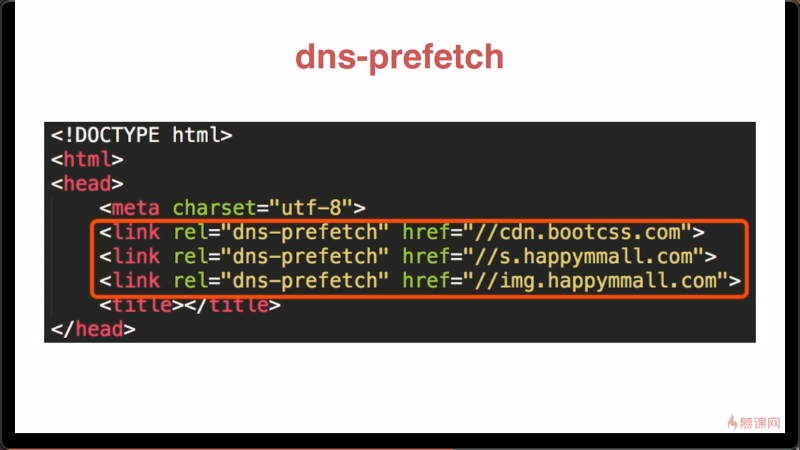 dns-prefetch
<!DOCTYPE html>
<html>
<head>
    <meta charset="utf-8">
    <link rel="dns-prefetch" href="//cdn.bootcss.com">
    <link rel="dns-prefetch" href="//s.happymmall.com">
    <link rel="dns-prefetch" href="//img.happymmall.com">
    <title></title>
</head>
慕课网